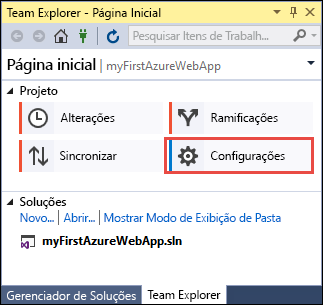 Team Explorer - Página Inicial
Pesquisar Itens de Trabalh...
Página inicial | myFirstAzureWebApp
Projeto
Alterações Ramificações
Sincronizar Configurações
Soluções
Novo... | Abrir... | Mostrar Modo de Exibição de Pasta
myFirstAzureWebApp.sln
Gerenciador de Soluções Team Explorer